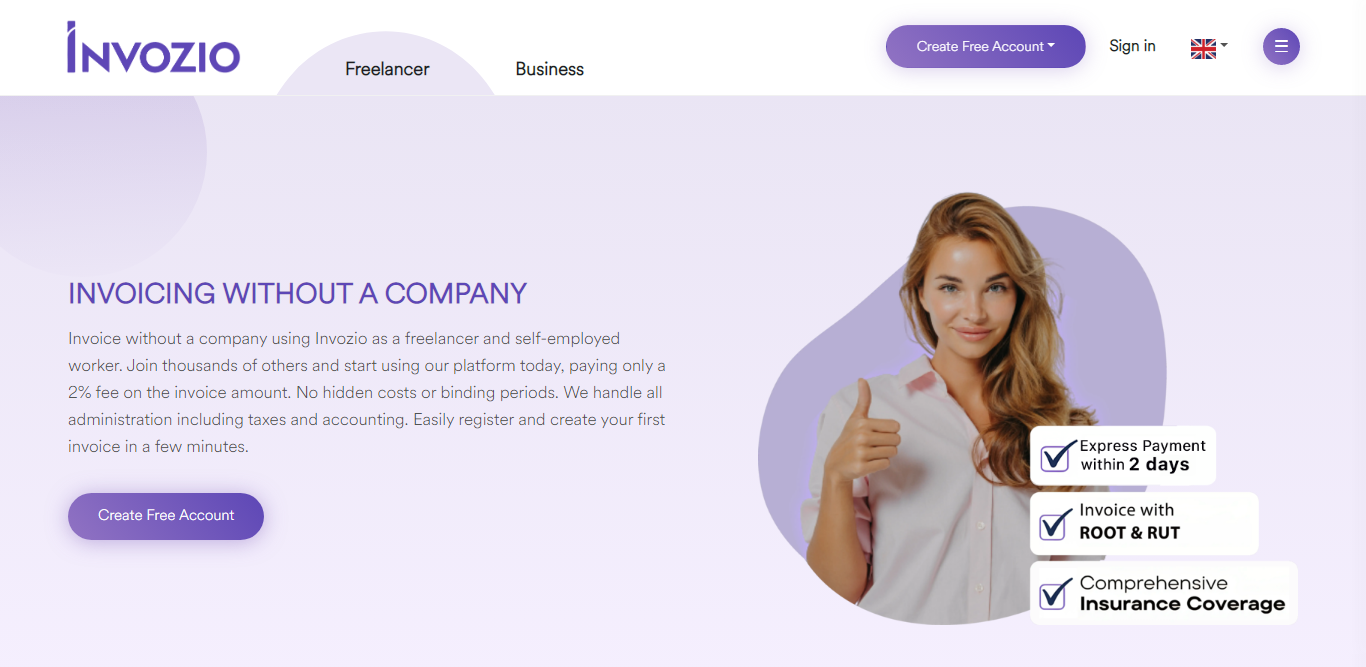 INVOZIO
Freelancer
Business
Create Free Account
Sign in
INVOICING WITHOUT A COMPANY
Invoice without a company using Invozio as a freelancer and self-employed
worker. Join thousands of others and start using our platform today, paying only a
2% fee on the invoice amount. No hidden costs or binding periods. We handle all
administration including taxes and accounting. Easily register and create your first
invoice in a few minutes.
Create Free Account
Express Payment
within 2 days
Invoice with
ROOT & RUT
Comprehensive
Insurance Coverage